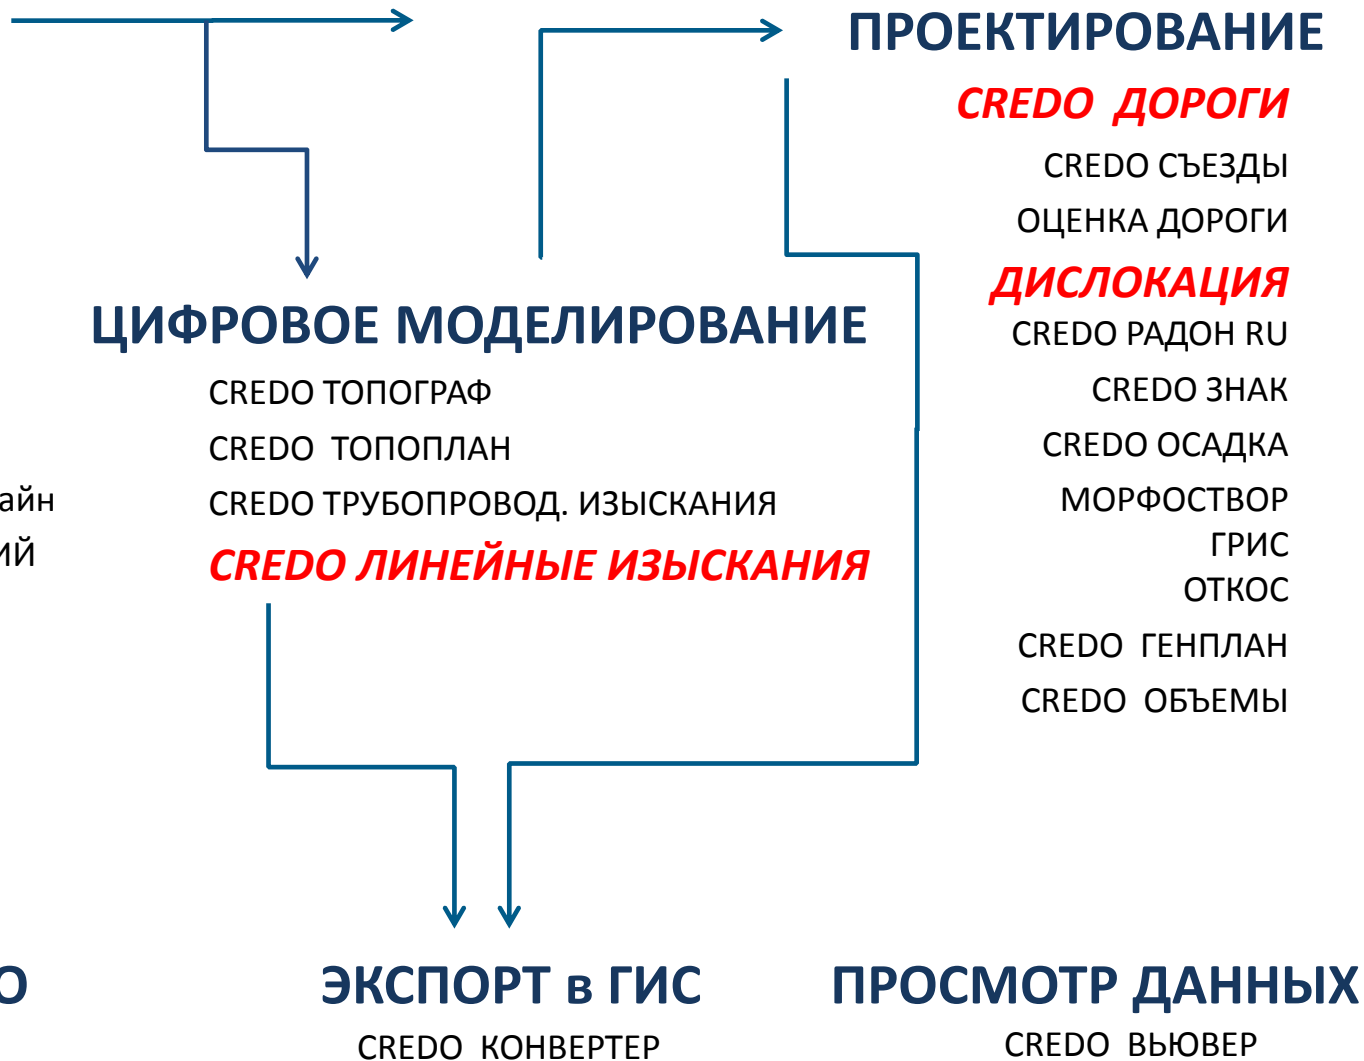 ПРОЕКТИРОВАНИЕ
CREDO ДОРОГИ
CREDO СЪЕЗДЫ
ОЦЕНКА ДОРОГИ
ДИСЛОКАЦИЯ
CREDO РАДОН RU
CREDO ЗНАК
CREDO ОСАДКА
МОРФОСТВОР
ГРИС
ОТКОС
CREDO ГЕНПЛАН
CREDO ОБЪЕМЫ
ЦИФРОВОЕ МОДЕЛИРОВАНИЕ
CREDO ТОПОГРАФ
CREDO ТОПОПЛАН
CREDO ТРУБОПРОВОД. ИЗЫСКАНИЯ
CREDO ЛИНЕЙНЫЕ ИЗЫСКАНИЯ
айн
ИЙ
О
ЭКСПОРТ в ГИС
CREDO КОНВЕРТЕР
ПРОСМОТР ДАННЫХ
CREDO ВЬЮВЕР